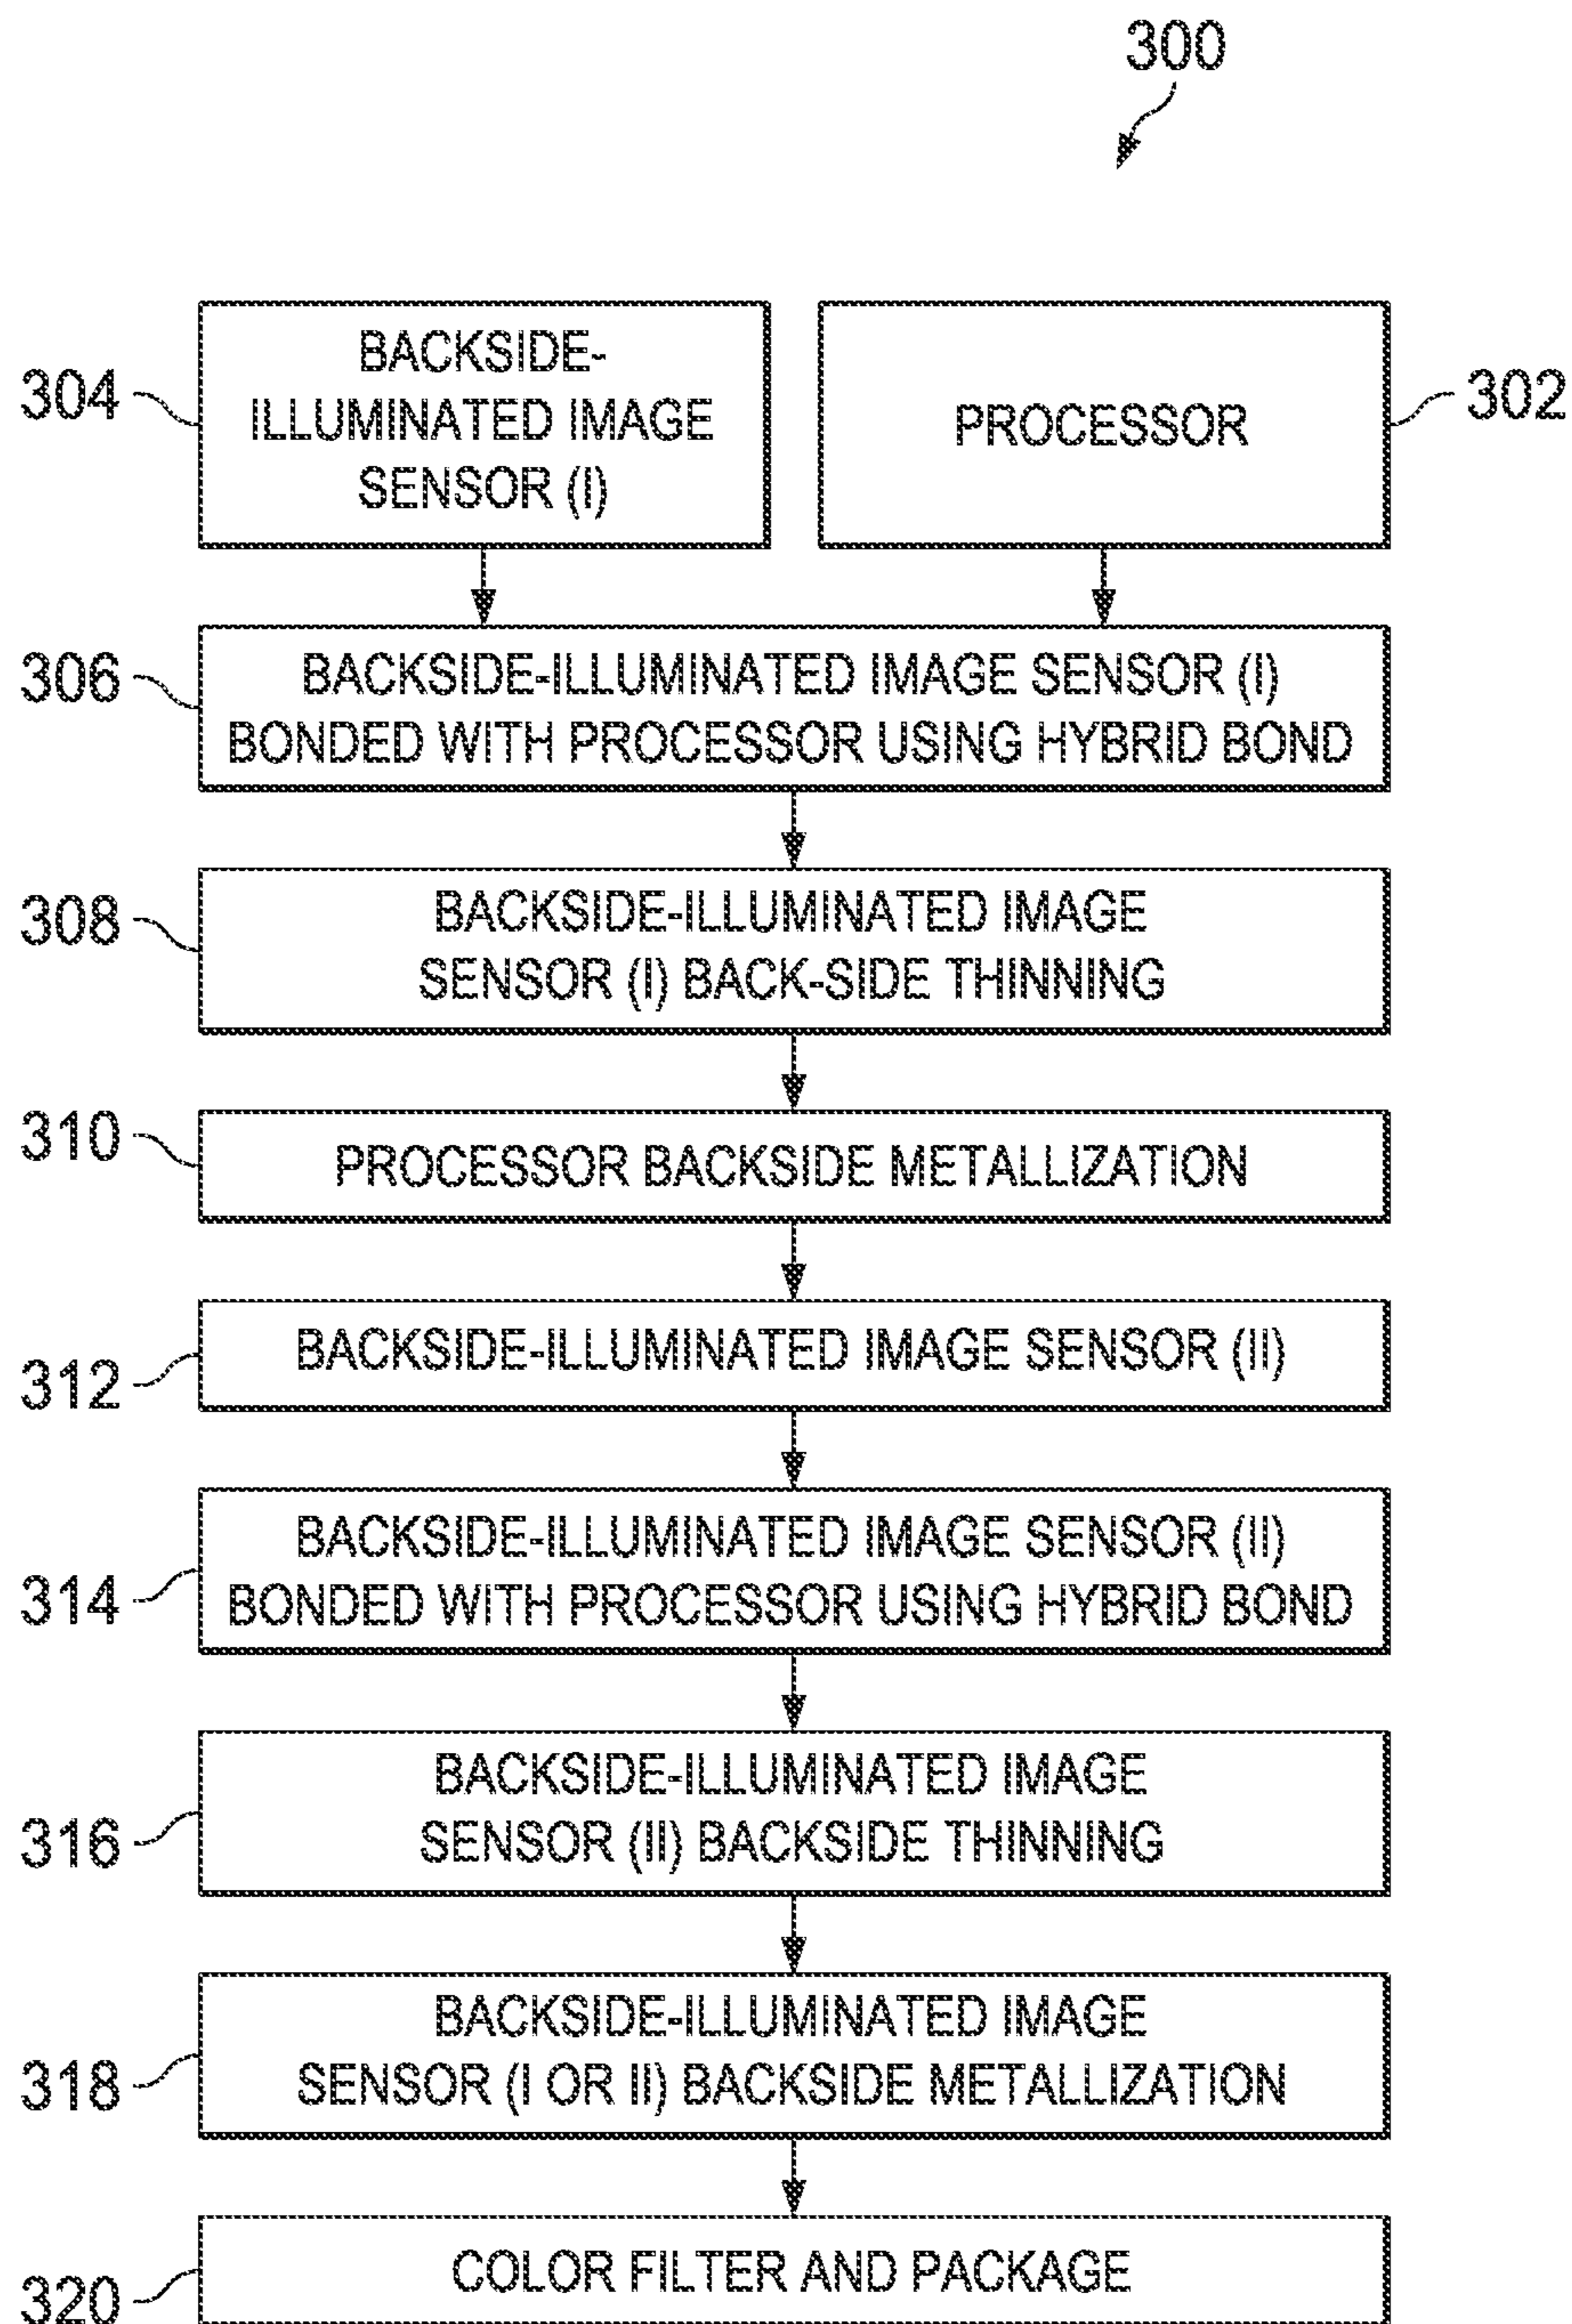 300
304
BACKSIDE-
ILLUMINATED IMAGE
SENSOR (I)
PROCESSOR
302
306
BACKSIDE-ILLUMINATED IMAGE SENSOR (I)
BONDED WITH PROCESSOR USING HYBRID BOND
308
BACKSIDE-ILLUMINATED IMAGE
SENSOR (I) BACK-SIDE THINNING
310
PROCESSOR BACKSIDE METALLIZATION
312
BACKSIDE-ILLUMINATED IMAGE SENSOR (II)
314
BACKSIDE-ILLUMINATED IMAGE SENSOR (II)
BONDED WITH PROCESSOR USING HYBRID BOND
316
BACKSIDE-ILLUMINATED IMAGE
SENSOR (II) BACKSIDE THINNING
318
BACKSIDE-ILLUMINATED IMAGE
SENSOR (I OR II) BACKSIDE METALLIZATION
320
COLOR FILTER AND PACKAGE